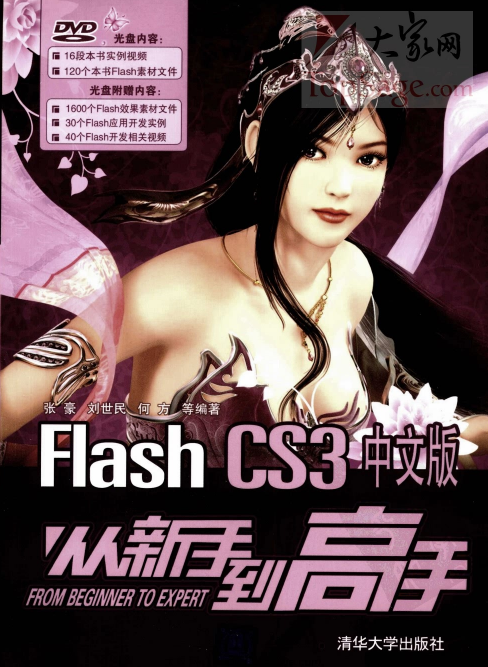 DVD
光盘内容：
16段本书实例视频
120个本书Flash素材文件
光盘附赠内容：
1600个Flash效果素材文件
30个Flash应用开发实例
40个Flash开发相关视频
大家网
TopSage.com
张 豪 刘世民 何 方 等编著
Flash CS3 中文版
从新手到高手
FROM BEGINNER TO EXPERT
清华大学出版社